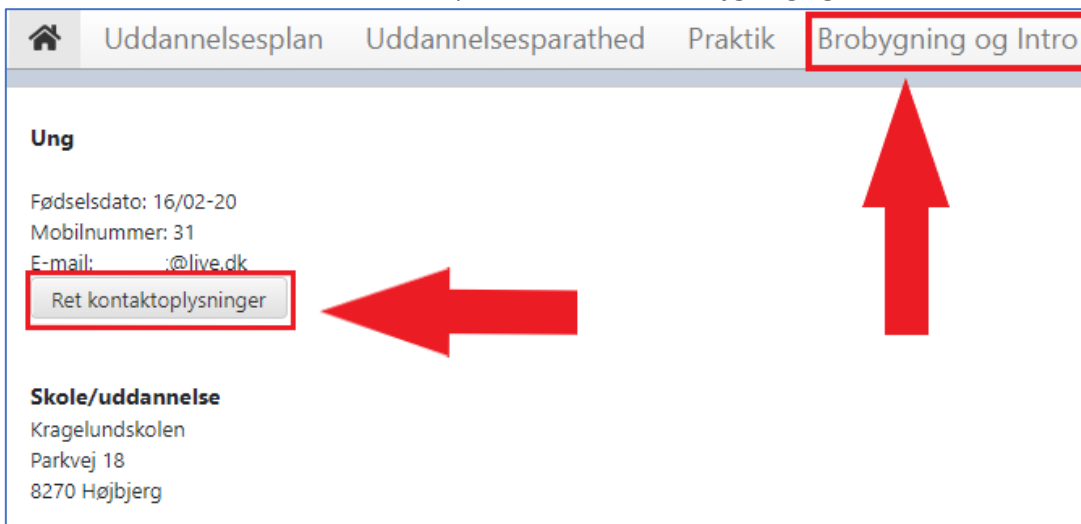 Uddannelsesplan Uddannelsesparathed Praktik Brobygning og Intro
Ung
Fødselsdato: 16/02-20
Mobilnummer: 31
E-mail: :@live.dk
Ret kontaktoplysninger
Skole/uddannelse
Kragelundskolen
Parkvej 18
8270 Højbjerg